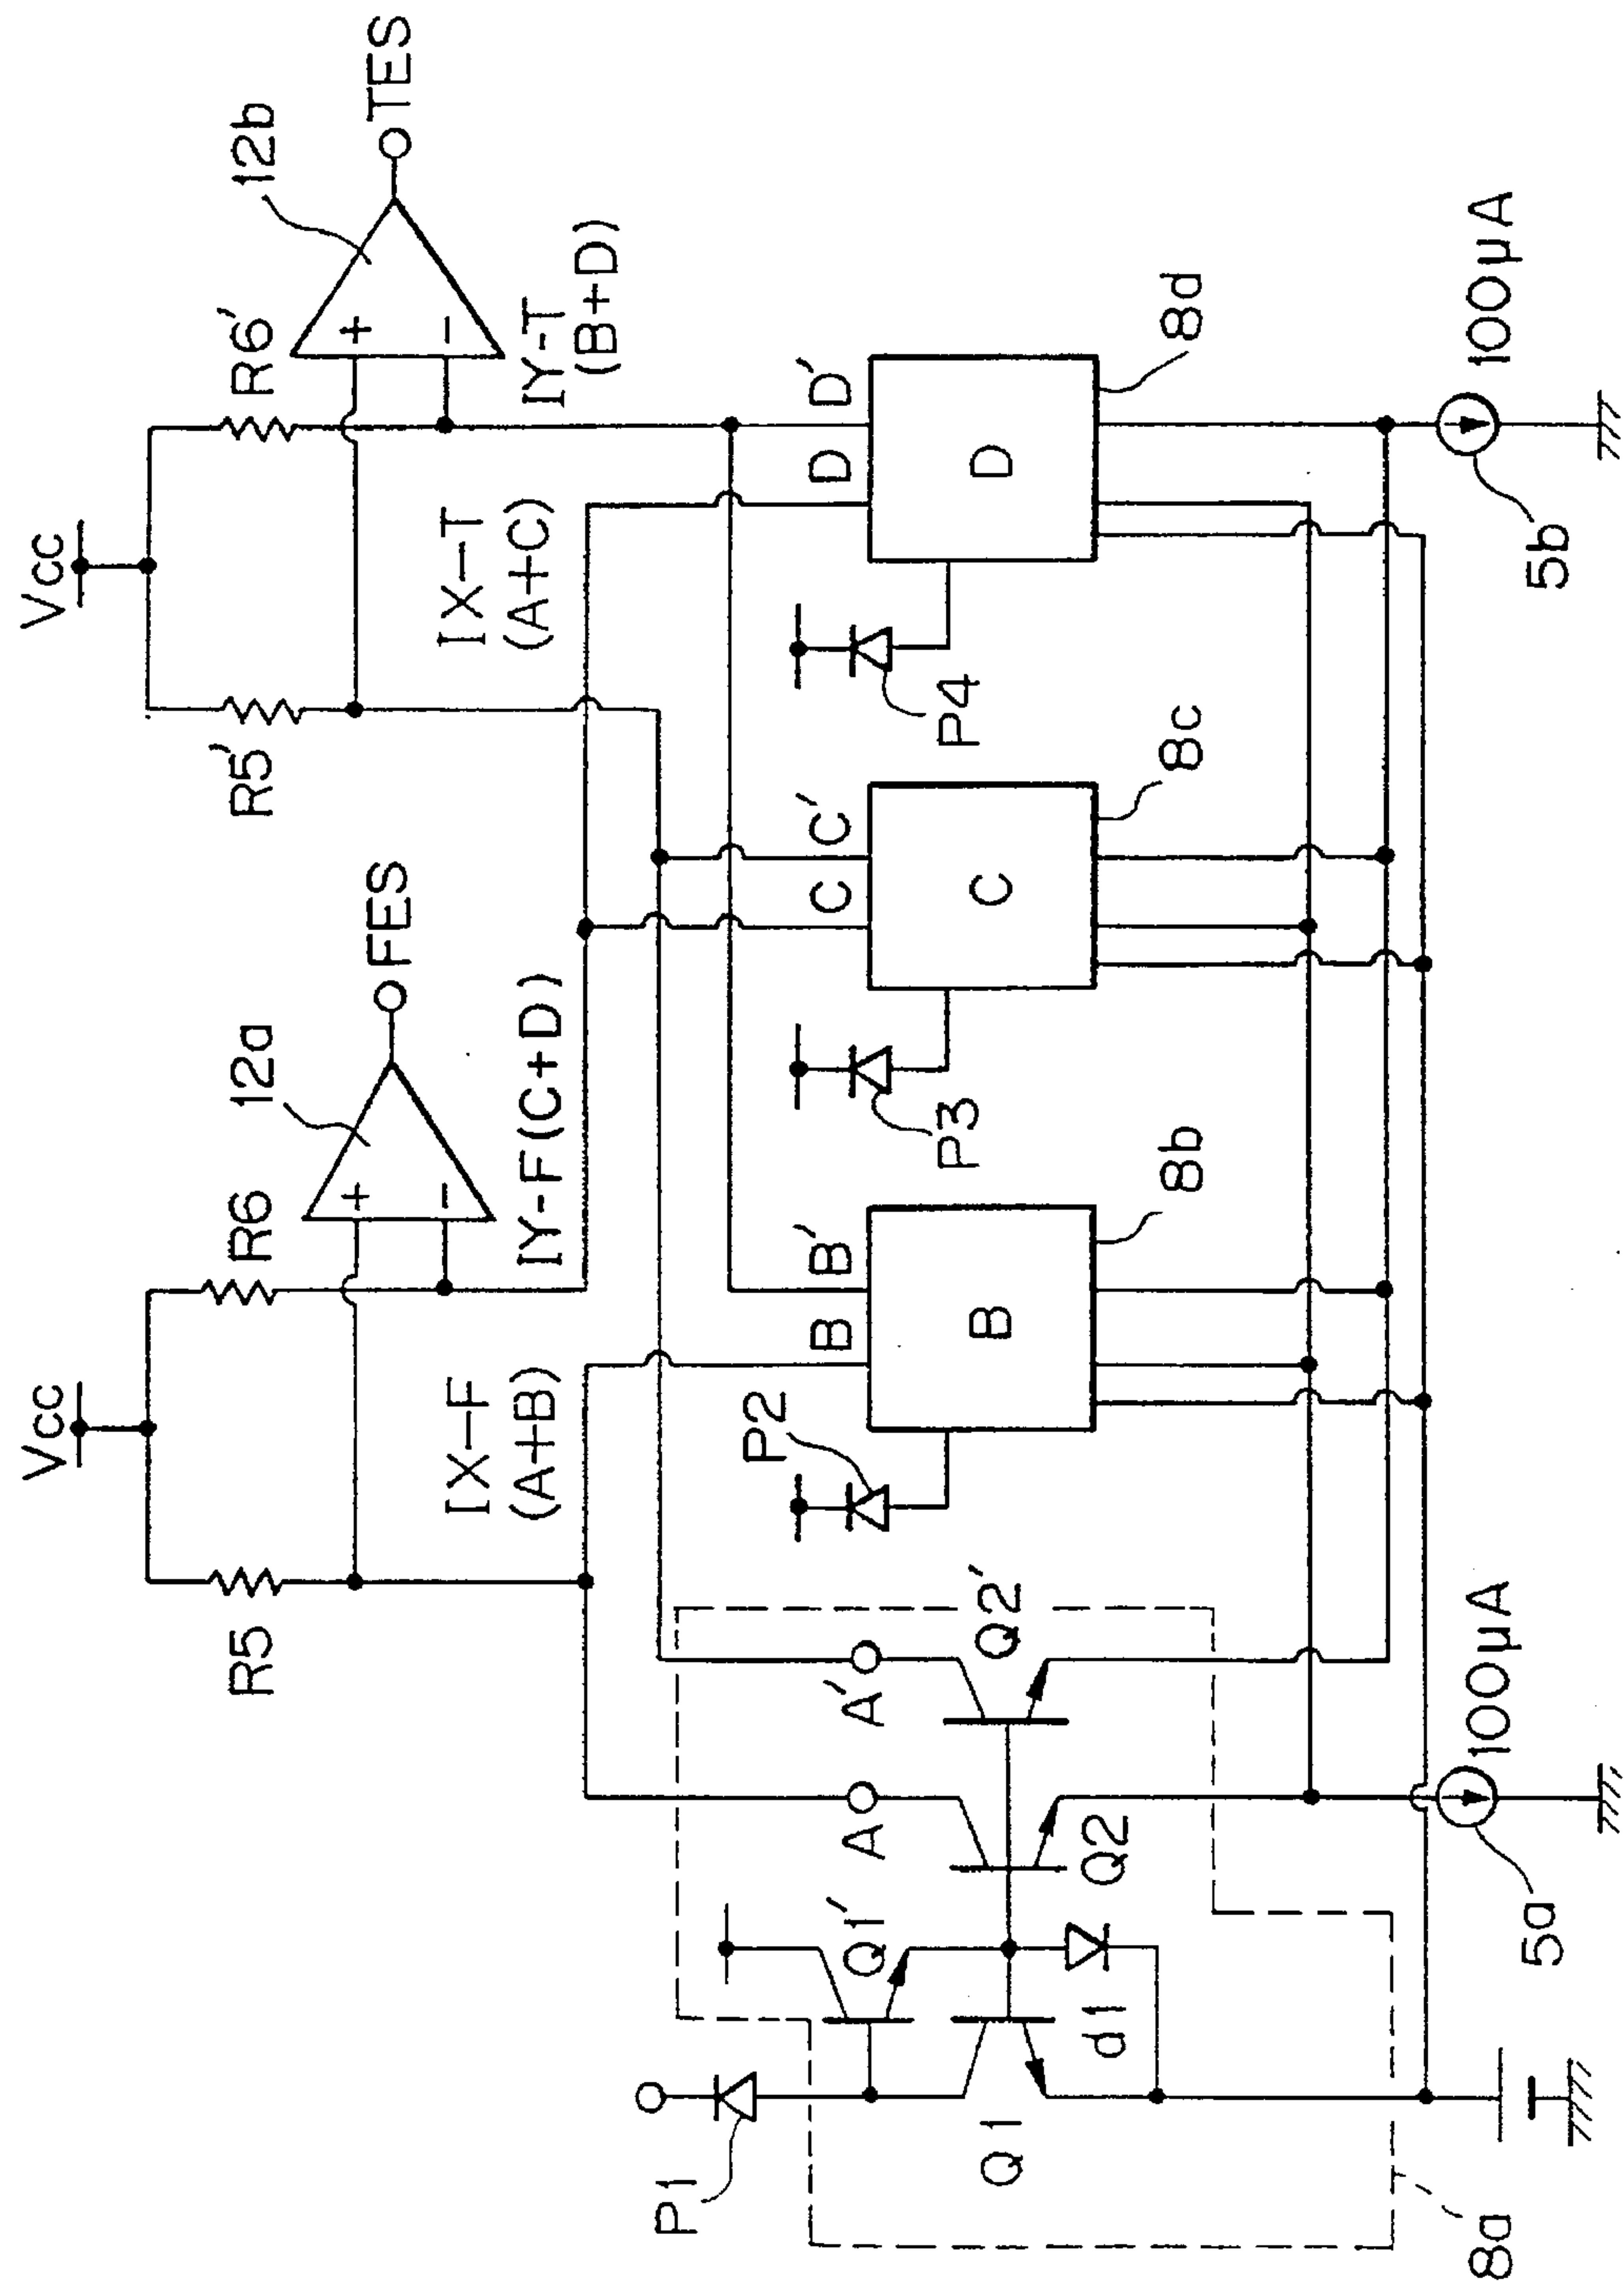 Vcc
Vcc
R5
R6
12a
FES
R5'
R6'
12b
TES
+
−
+
−
IX−F
(A+B)
IY-F(C+D)
IX−T
(A+C)
IY-T
(B+D)
P1
Q1'
A
A'
P2
B
B'
P3
C
C'
P4
D
D'
Q1
d1
Q2
Q2'
B
8b
C
8c
D
8d
8a
5a
100μA
5b
100μA